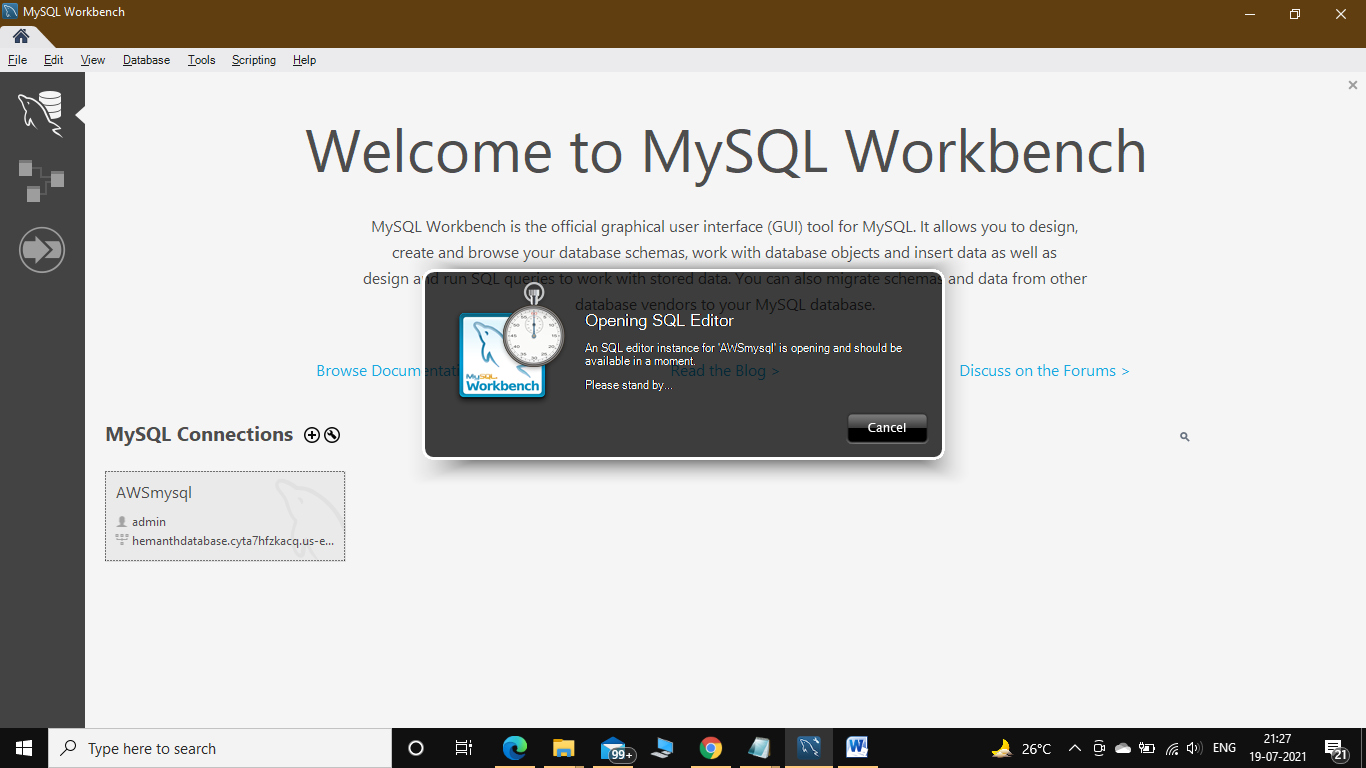 MySQL Workbench
File Edit View Database Tools Scripting Help
Welcome to MySQL Workbench
MySQL Workbench is the official graphical user interface (GUI) tool for MySQL. It allows you to design,
create and browse your database schemas, work with database objects and insert data as well as
design and run SQL queries to work with stored data. You can also migrate schemas and data from other
database vendors to your MySQL database.
Browse Documentati
Read the Blog >
Discuss on the Forums >
MySQL
Workbench
Opening SQL Editor
An SQL editor instance for 'AWSmysql' is opening and should be
available in a moment.
Please stand by...
Cancel
MySQL Connections
AWSmysql
admin
hemanthdatabase.cyta7hfzkacq.us-e...
Type here to search
99+
26°C
ENG
21:27
19-07-2021
21